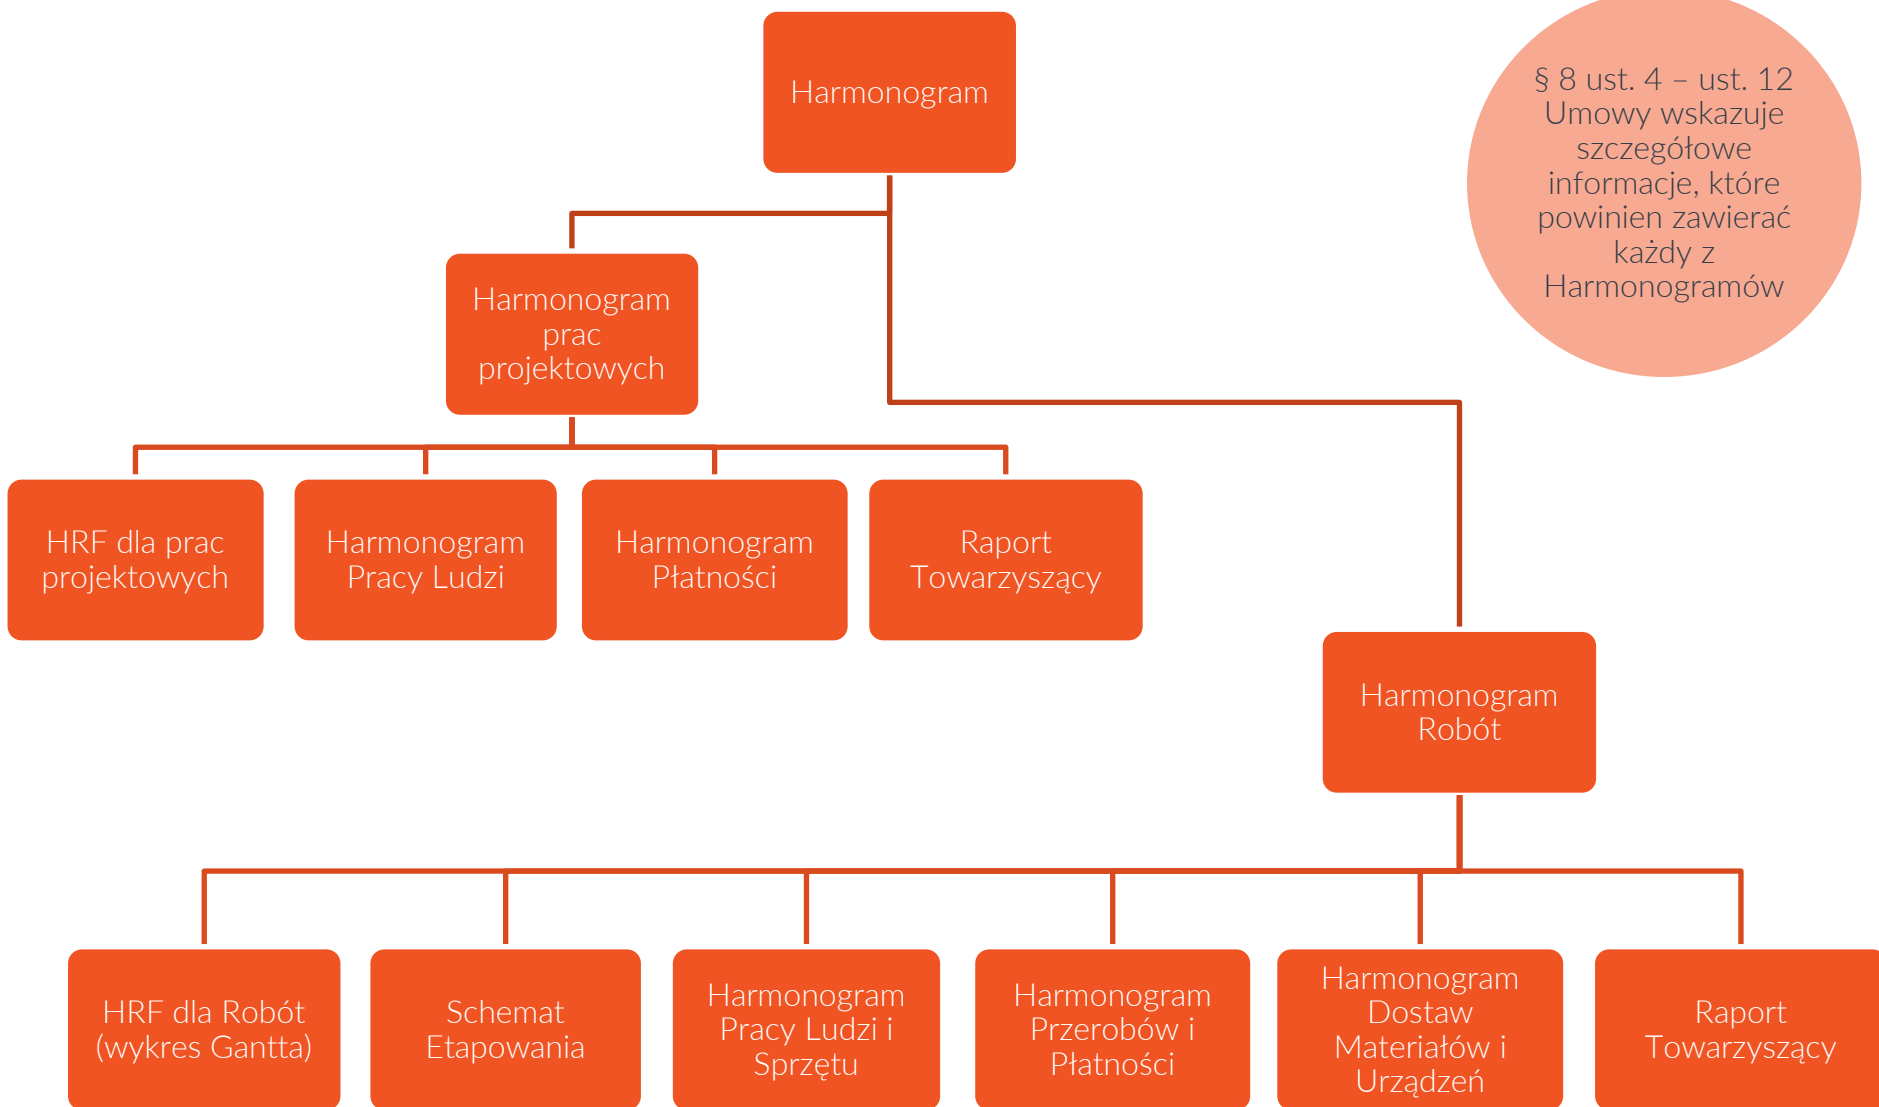 Harmonogram
§ 8 ust. 4 – ust. 12
Umowy wskazuje
szczegółowe
informacje, które
powinien zawierać
każdy z
Harmonogramów
Harmonogram
prac
projektowych
HRF dla prac
projektowych
Harmonogram
Pracy Ludzi
Harmonogram
Płatności
Raport
Towarzyszący
Harmonogram
Robót
HRF dla Robót
(wykres Gantta)
Schemat
Etapowania
Harmonogram
Pracy Ludzi i
Sprzętu
Harmonogram
Przerobów i
Płatności
Harmonogram
Dostaw
Materiałów i
Urządzeń
Raport
Towarzyszący